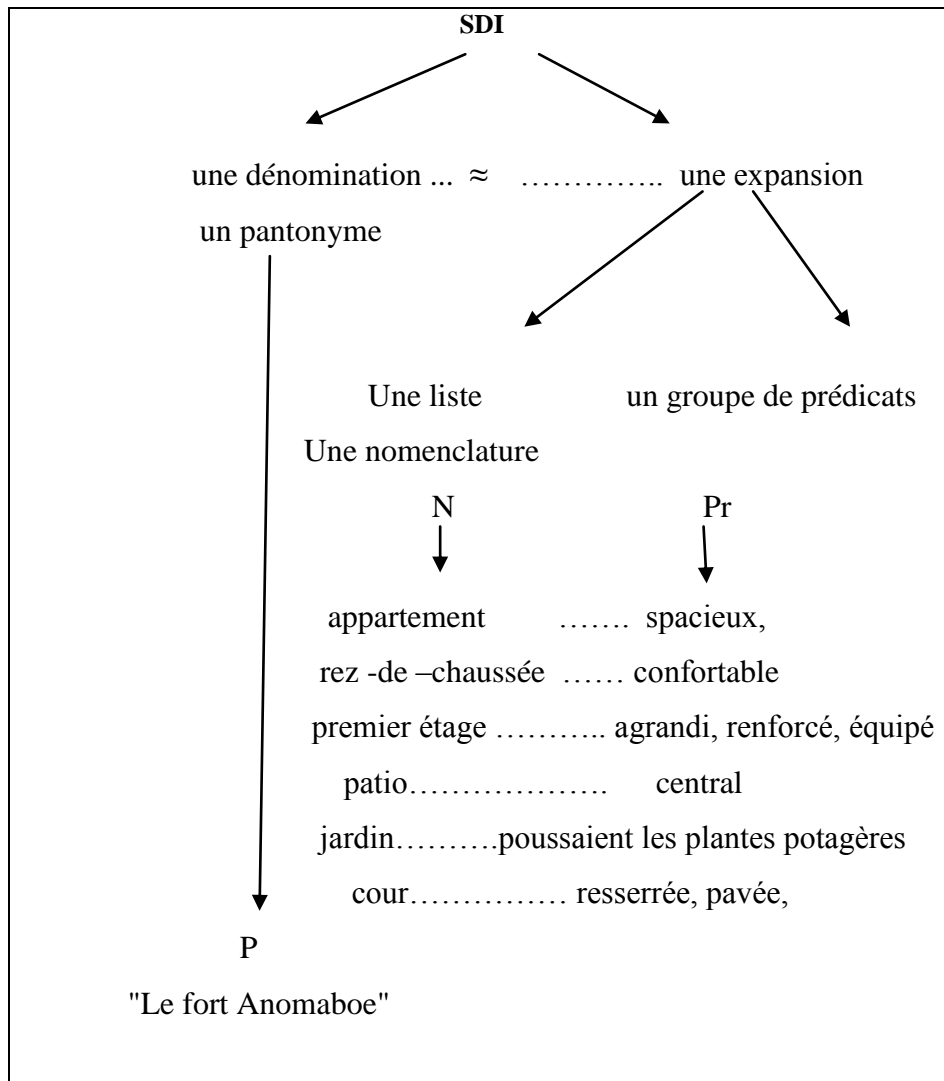 SDI
une dénomination ... ≈ ………….. une expansion
un pantonyme
Une liste un groupe de prédicats
Une nomenclature
N Pr
appartement ……. spacieux,
rez -de –chaussée …… confortable
premier étage ……….. agrandi, renforcé, équipé
patio………………. central
jardin……….poussaient les plantes potagères
cour…………… resserrée, pavée,
P
"Le fort Anomaboe"